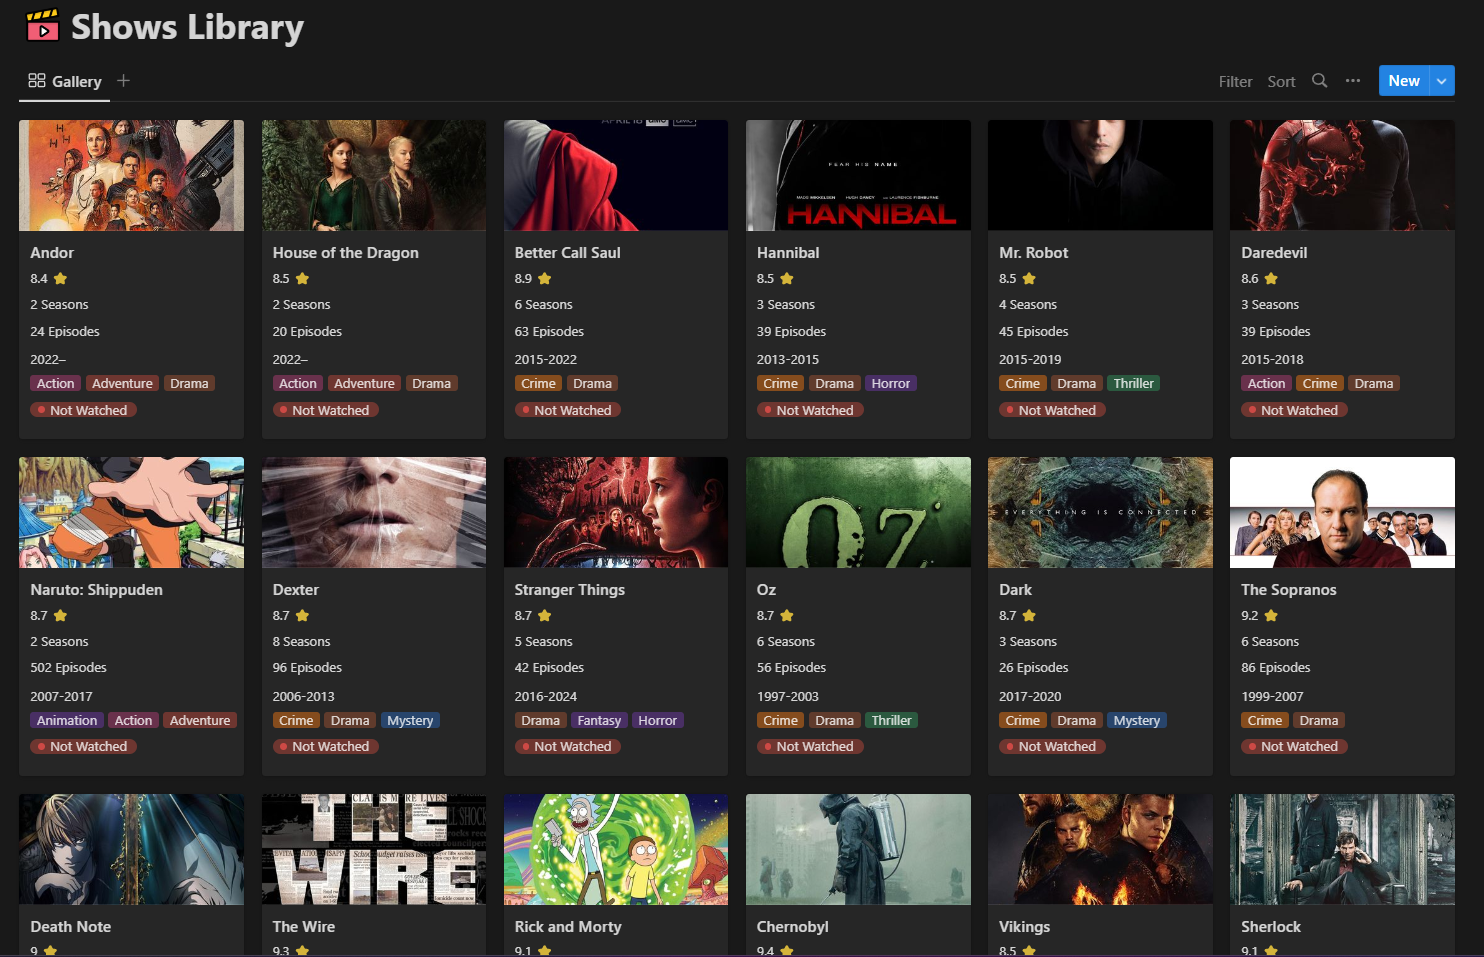 Shows Library
Gallery
Filter Sort
New
APRIL 18 amc amc+
FEAR HIS NAME
MADS MIKKELSEN HUGH DANCY AND LAURENCE FISHBURNE
HANNIBAL
Andor
8.4
2 Seasons
24 Episodes
2022–
Action Adventure Drama
Not Watched
House of the Dragon
8.5
2 Seasons
20 Episodes
2022–
Action Adventure Drama
Not Watched
Better Call Saul
8.9
6 Seasons
63 Episodes
2015-2022
Crime Drama
Not Watched
Hannibal
8.5
3 Seasons
39 Episodes
2013-2015
Crime Drama Horror
Not Watched
Mr. Robot
8.5
4 Seasons
45 Episodes
2015-2019
Crime Drama Thriller
Not Watched
Daredevil
8.6
3 Seasons
39 Episodes
2015-2018
Action Crime Drama
Not Watched
OZ
EVERYTHING IS CONNECTED
Naruto: Shippuden
8.7
2 Seasons
502 Episodes
2007-2017
Animation Action Adventure
Not Watched
Dexter
8.7
8 Seasons
96 Episodes
2006-2013
Crime Drama Mystery
Not Watched
Stranger Things
8.7
5 Seasons
42 Episodes
2016-2024
Drama Fantasy Horror
Not Watched
Oz
8.7
6 Seasons
56 Episodes
1997-2003
Crime Drama Thriller
Not Watched
Dark
8.7
3 Seasons
26 Episodes
2017-2020
Crime Drama Mystery
Not Watched
The Sopranos
9.2
6 Seasons
86 Episodes
1999-2007
Crime Drama
Not Watched
THE
WIRE
Death Note
9
The Wire
9.3
Rick and Morty
9.1
Chernobyl
9.4
Vikings
8.5
Sherlock
9.1